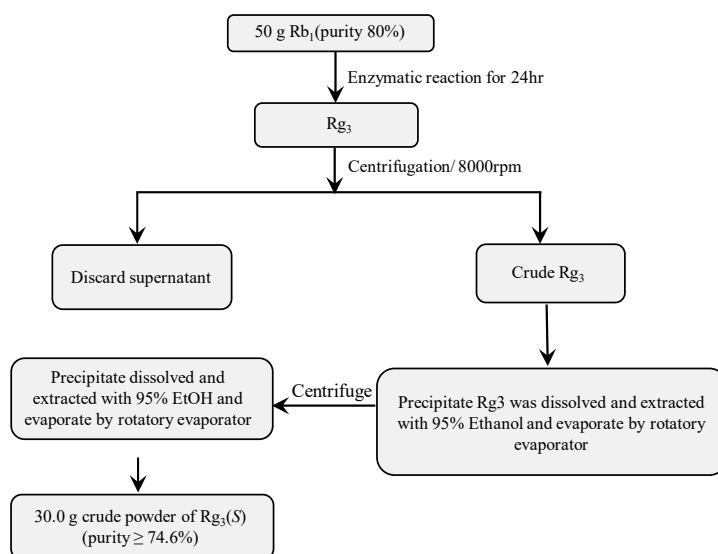 50 g Rb₁(purity 80%)
Enzymatic reaction for 24hr
Rg₃
Centrifugation/ 8000rpm
Discard supernatant
Crude Rg₃
Precipitate dissolved and
extracted with 95% EtOH and
evaporate by rotatory evaporator
Centrifuge
Precipitate Rg3 was dissolved and extracted
with 95% Ethanol and evaporate by rotatory
evaporator
30.0 g crude powder of Rg₃(S)
(purity ≥ 74.6%)